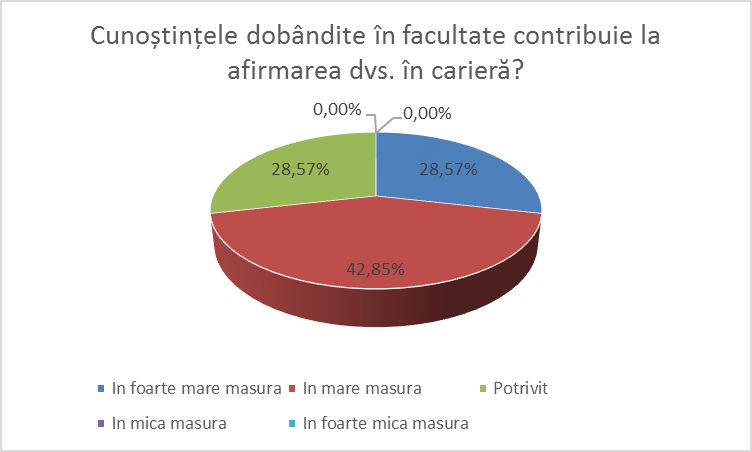 Cunoștințele dobândite în facultate contribuie la
afirmarea dvs. în carieră?
0,00% 0,00%
28,57% 28,57%
42,85%
In foarte mare masura In mare masura Potrivit
In mica masura In foarte mica masura